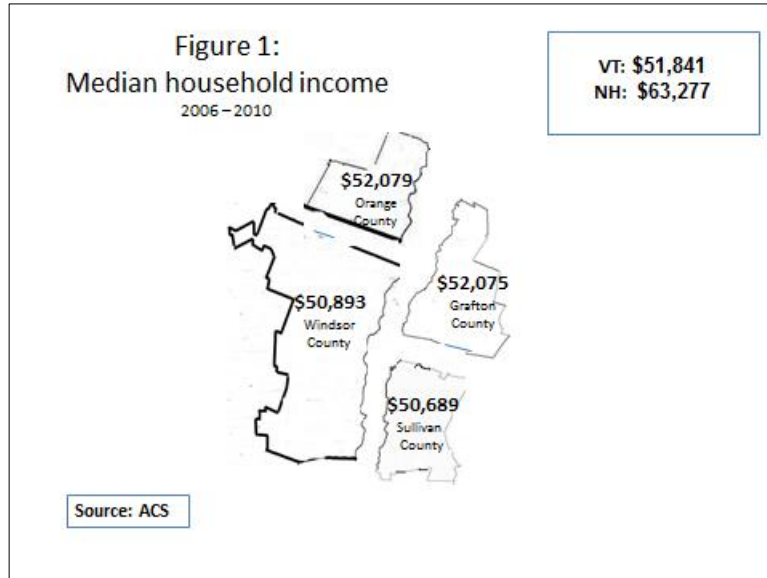 Figure 1:
Median household income
2006 – 2010
VT: $51,841
NH: $63,277
$52,079
Orange
County
$52,075
Grafton
County
$50,893
Windsor
County
$50,689
Sullivan
County
Source: ACS